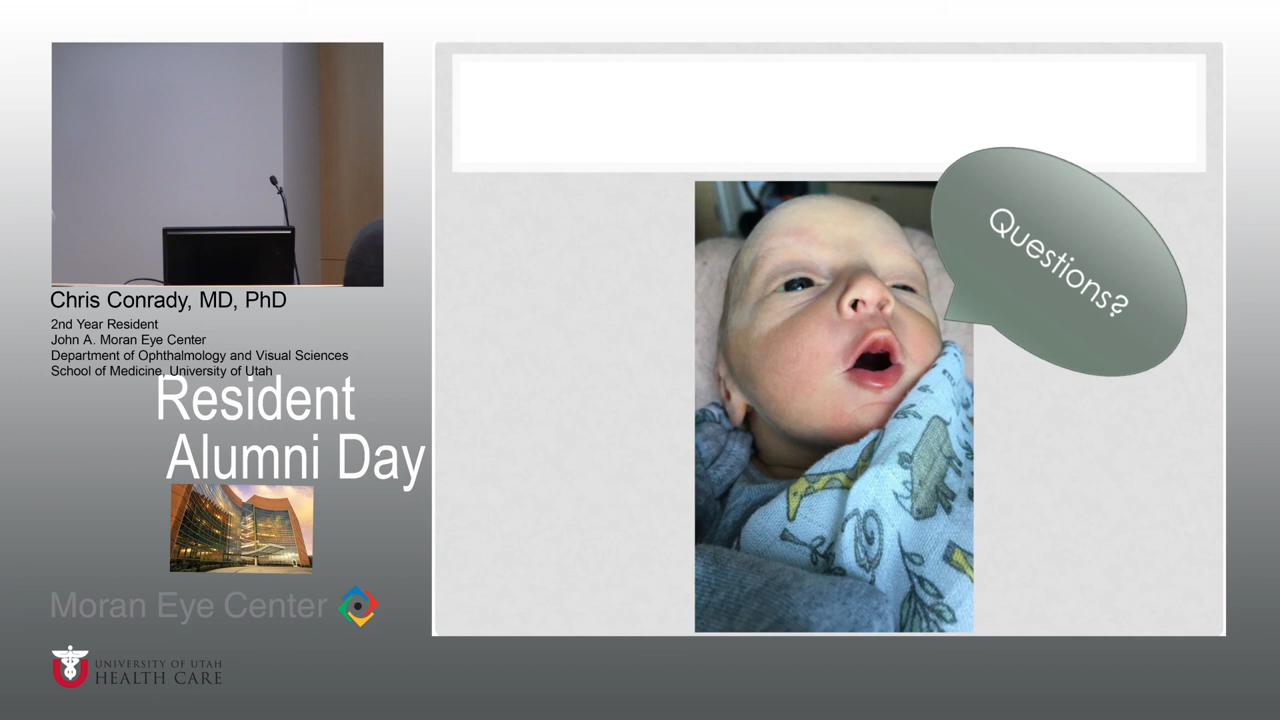 Chris Conrady, MD, PhD
2nd Year Resident
John A. Moran Eye Center
Department of Ophthalmology and Visual Sciences
School of Medicine, University of Utah
Resident
Alumni Day
Moran Eye Center
UNIVERSITY OF UTAH
HEALTH CARE
Questions?